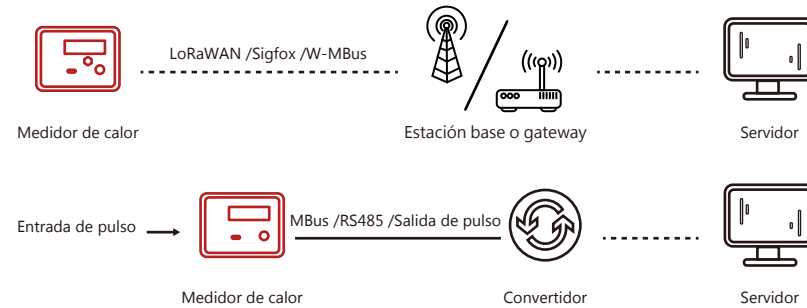 LoRaWAN /Sigfox /W-MBus
Medidor de calor
Estación base o gateway
Servidor
Entrada de pulso
MBus /RS485 /Salida de pulso
Medidor de calor
Convertidor
Servidor